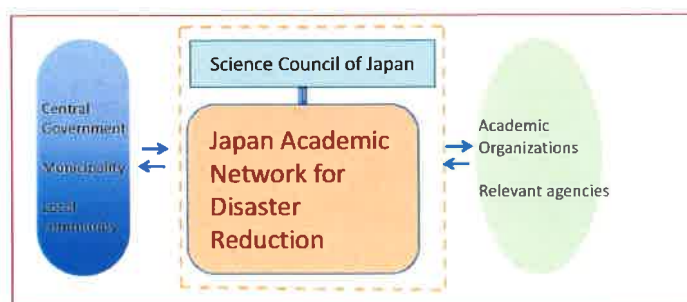 Science Council of Japan
Central
Government
Municipality
Local
community
Japan Academic
Network for
Disaster
Reduction
Academic
Organizations
Relevant agencies